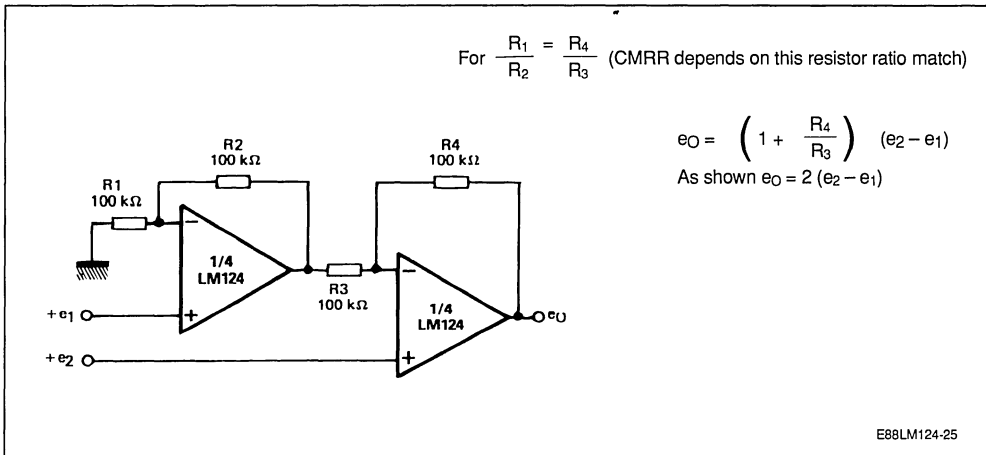 For R1/R2 = R4/R3 (CMRR depends on this resistor ratio match)
eO = (1 + R4/R3) (e2 – e1)
As shown eO = 2 (e2 – e1)
R2
100 kΩ
R4
100 kΩ
R1
100 kΩ
–
1/4
LM124
+
R3
100 kΩ
–
1/4
LM124
+
+e1
+e2
eO
E88LM124-25